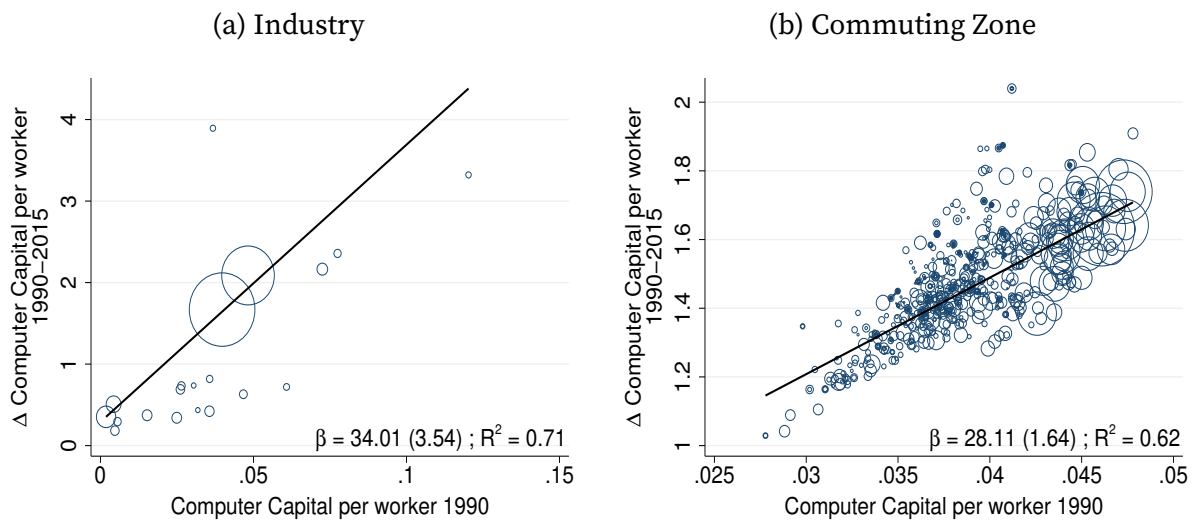 (a) Industry
Δ Computer Capital per worker
1990–2015
4
3
2
1
0
0
.05
.1
.15
β = 34.01 (3.54) ; R² = 0.71
Computer Capital per worker 1990
(b) Commuting Zone
Δ Computer Capital per worker
1990–2015
2
1.8
1.6
1.4
1.2
1
.025
.03
.035
.04
.045
.05
β = 28.11 (1.64) ; R² = 0.62
Computer Capital per worker 1990